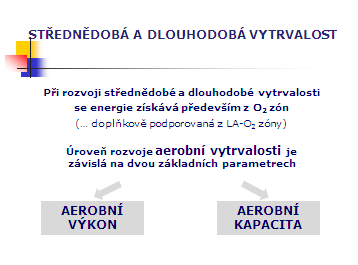 STŘEDNĚDOBÁ A DLOUHODOBÁ VYTRVALOST
Při rozvoji střednědobé a dlouhodobé vytrvalosti
se energie získává především z O₂ zón
(... doplňkově podporovaná z LA-O₂ zóny)
Úroveň rozvoje aerobní vytrvalosti je
závislá na dvou základních parametrech
AEROBNÍ
VÝKON
AEROBNÍ
KAPACITA